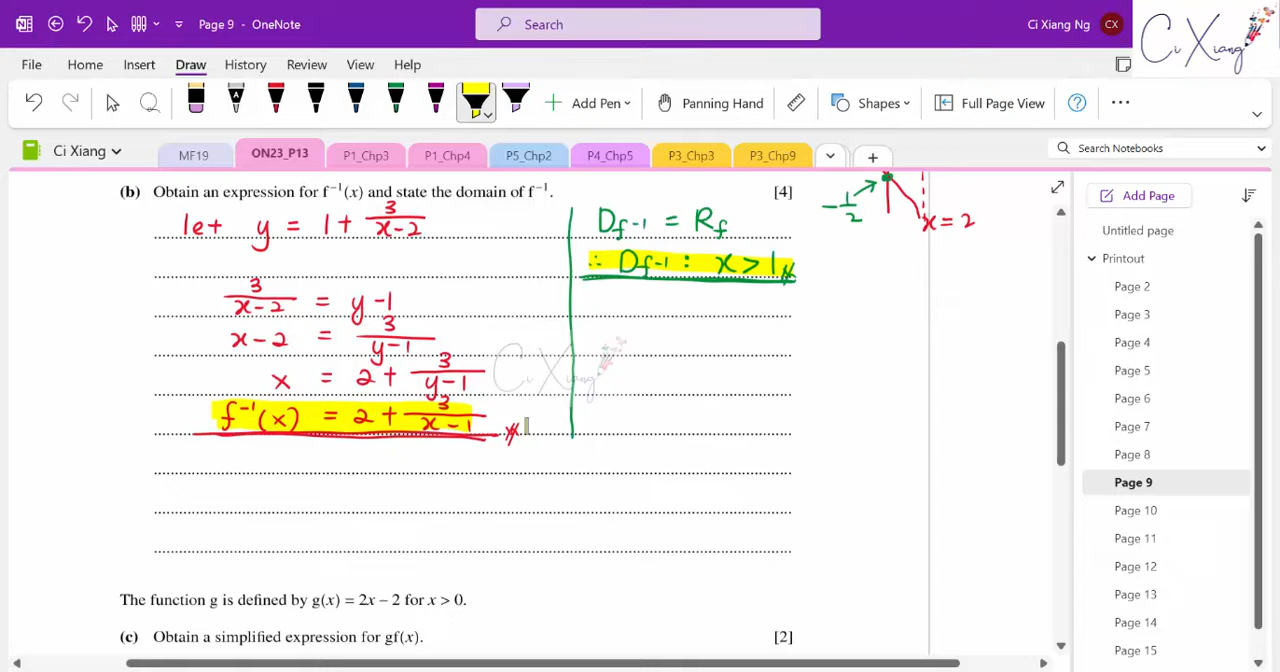 Page 9 - OneNote
Search
Ci Xiang Ng
CX
Ci Xiang
File Home Insert Draw History Review View Help
Add Pen
Panning Hand
Shapes
Full Page View
Ci Xiang
MF19
ON23_P13
P1_Chp3
P1_Chp4
P5_Chp2
P4_Chp5
P3_Chp3
P3_Chp9
Search Notebooks
(b) Obtain an expression for f⁻¹(x) and state the domain of f⁻¹. [4]
let y = 1 + 3/(x-2)
3/(x-2) = y-1
x-2 = 3/(y-1)
x = 2 + 3/(y-1)
f⁻¹(x) = 2 + 3/(x-1)
D_f⁻¹ = R_f
∴ D_f⁻¹ : x > 1
-1/2
x = 2
Ci Xiang
The function g is defined by g(x) = 2x – 2 for x > 0.
(c) Obtain a simplified expression for gf(x). [2]
Add Page
Untitled page
Printout
Page 2
Page 3
Page 4
Page 5
Page 6
Page 7
Page 8
Page 9
Page 10
Page 11
Page 12
Page 13
Page 14
Page 15